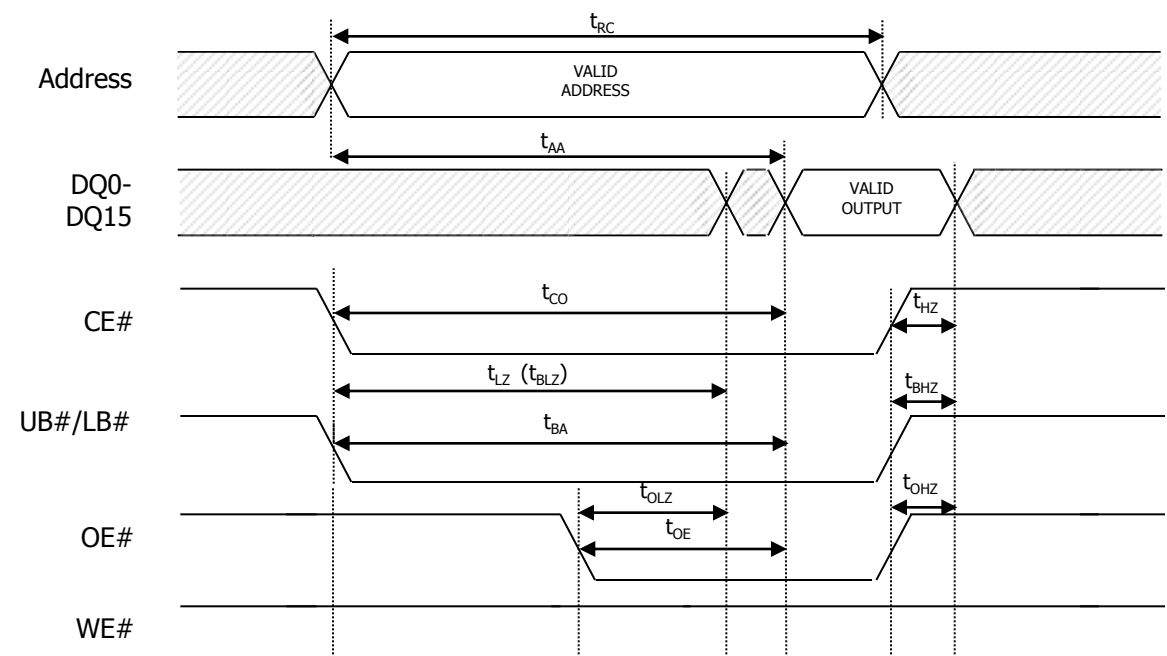 tRC
Address
VALID
ADDRESS
tAA
DQ0-
DQ15
VALID
OUTPUT
CE#
tCO
tHZ
tLZ (tBLZ)
tBHZ
UB#/LB#
tBA
tOLZ
tOHZ
OE#
tOE
WE#